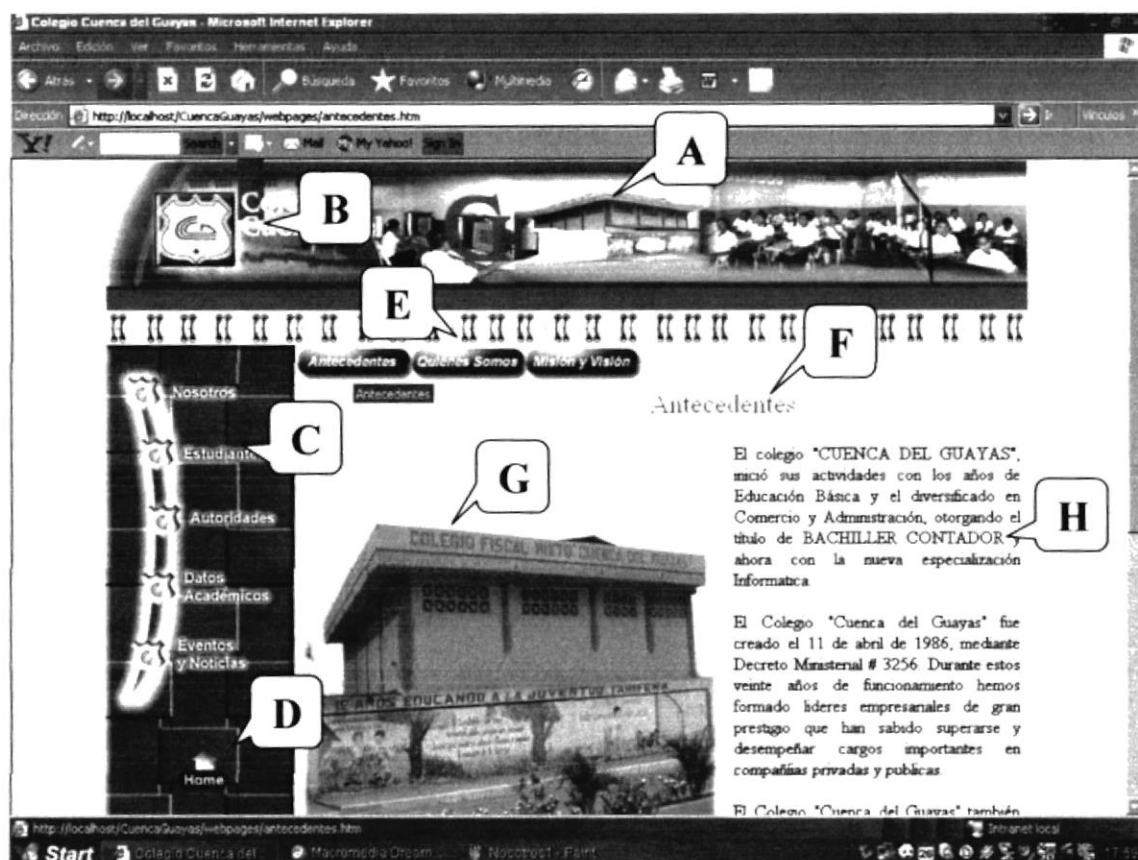 Colegio Cuenca del Guayas - Microsoft Internet Explorer
Archivo Edición Ver Favoritos Herramientas Ayuda
Atrás Búsqueda Favoritos Multimedia
Dirección http://localhost/CuencaGuayas/webpages/antecedentes.htm Vínculos
Y! Search Mail My Yahoo! Sign In
A
B
E
F
Antecedentes Quiénes Somos Misión y Visión
Antecedentes
Antecedentes
Nosotros
C
Estudiantes
Autoridades
Datos
Académicos
Eventos
y Noticias
D
Home
G
COLEGIO FISCAL MIXTO CUENCA DEL GUAYAS
15 AÑOS EDUCANDO A LA JUVENTUD
El colegio "CUENCA DEL GUAYAS",
inició sus actividades con los años de
Educación Básica y el diversificado en
Comercio y Administración, otorgando el
título de BACHILLER CONTADOR y
ahora con la nueva especialización
Informatica
H
El Colegio "Cuenca del Guayas" fue
creado el 11 de abril de 1986, mediante
Decreto Ministerial # 3256. Durante estos
veinte años de funcionamiento hemos
formado lideres empresariales de gran
prestigio que han sabido superarse y
desempeñar cargos importantes en
compañías privadas y publicas
El Colegio "Cuenca del Guayas" también
http://localhost/CuencaGuayas/webpages/antecedentes.htm Intranet local
Start Colegio Cuenca del ... Macromedia Dream... Nosotros1 - Paint